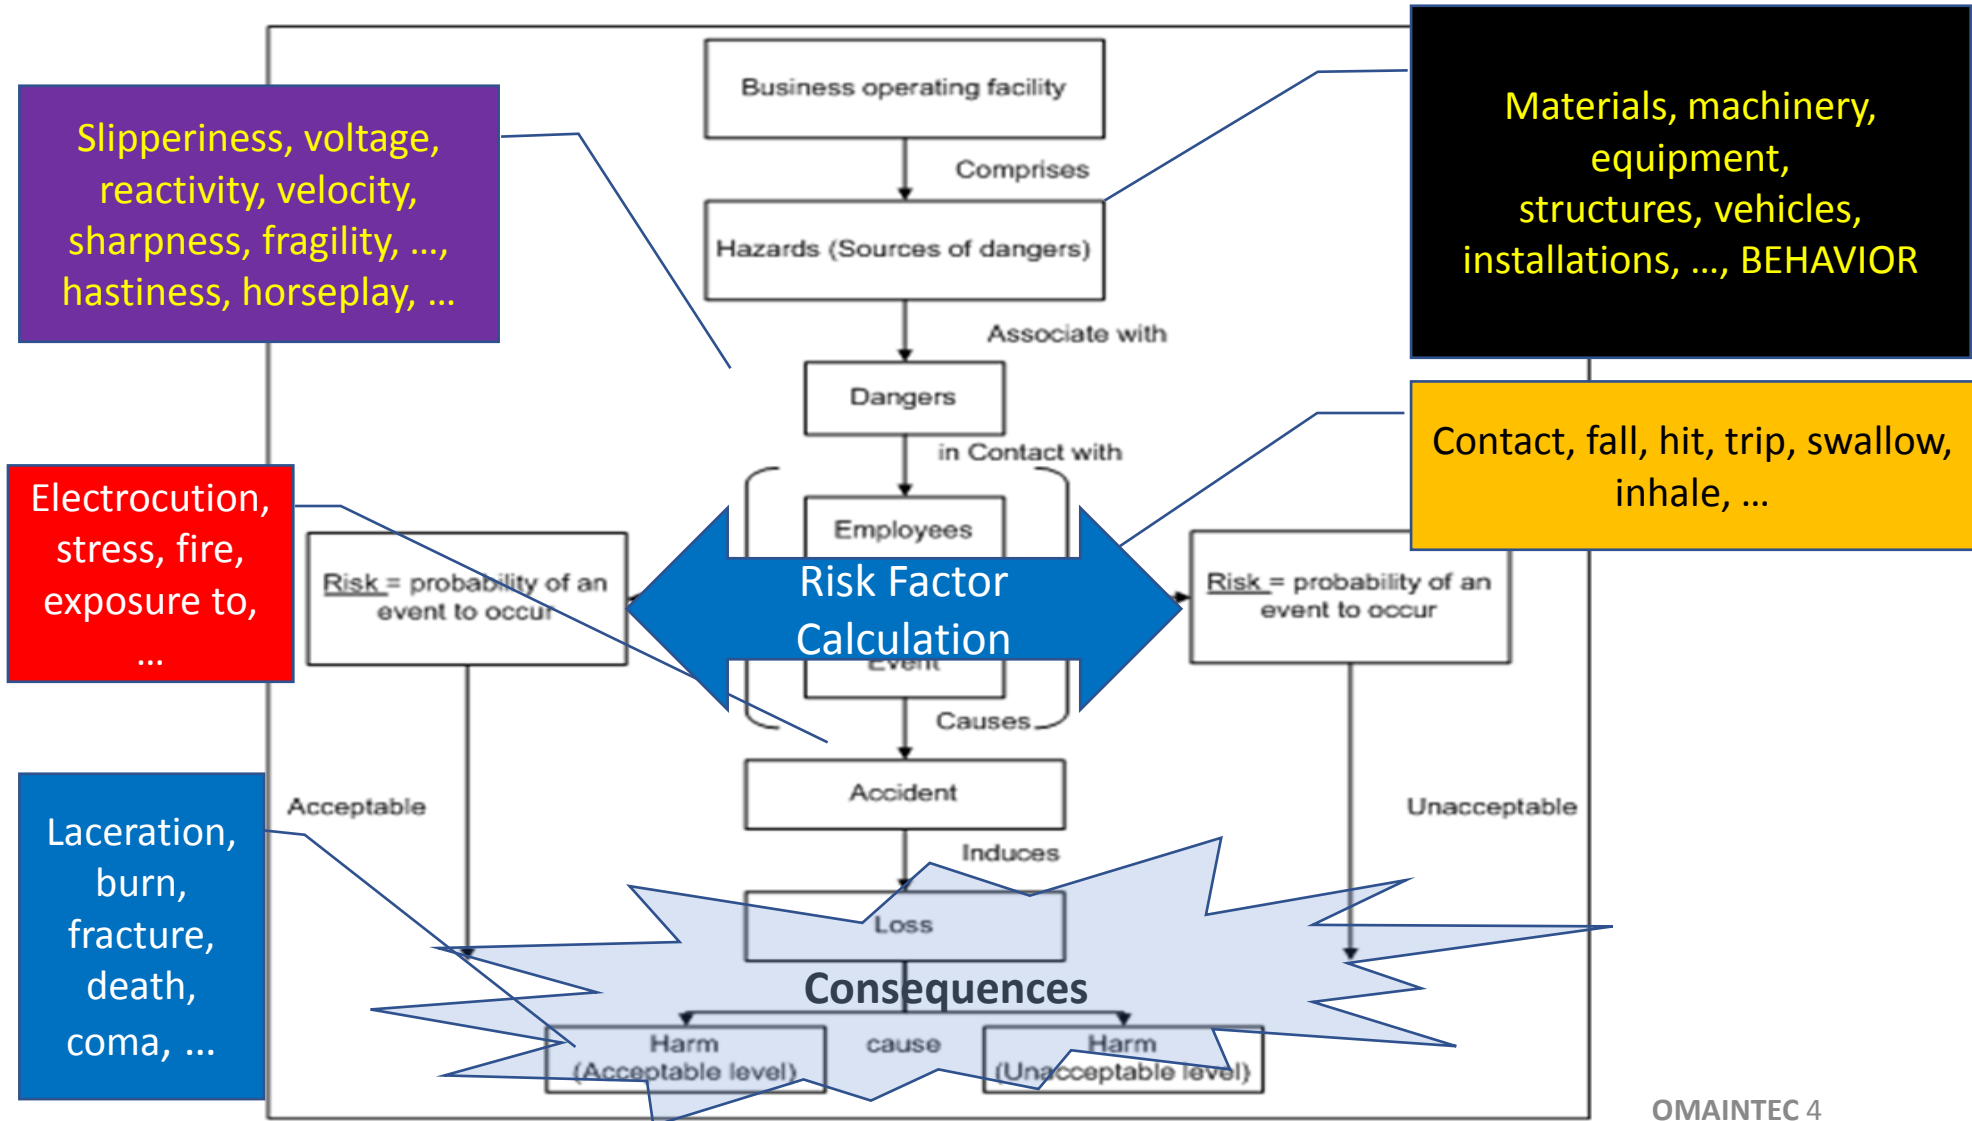 Business operating facility
Comprises
Hazards (Sources of dangers)
Associate with
Dangers
in Contact with
Employees
Risk Factor
Calculation
Event
Causes
Accident
Induces
Loss
Consequences
cause
Harm
(Acceptable level)
Harm
(Unacceptable level)
Risk = probability of an
event to occur
Acceptable
Risk = probability of an
event to occur
Unacceptable
Slipperiness, voltage,
reactivity, velocity,
sharpness, fragility, ...,
hastiness, horseplay, ...
Materials, machinery,
equipment,
structures, vehicles,
installations, ..., BEHAVIOR
Contact, fall, hit, trip, swallow,
inhale, ...
Electrocution,
stress, fire,
exposure to,
...
Laceration,
burn,
fracture,
death,
coma, ...
OMAINTEC 4